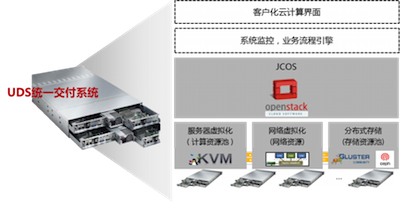 客户化云计算界面
系统监控，业务流程引擎
UDS统一交付系统
JCOS
openstack
CLOUD SOFTWARE
服务器虚拟化
（计算资源池）
KVM
网络虚拟化
(网络资源)
分布式存储
(存储资源池)
GLUSTER
ceph
...